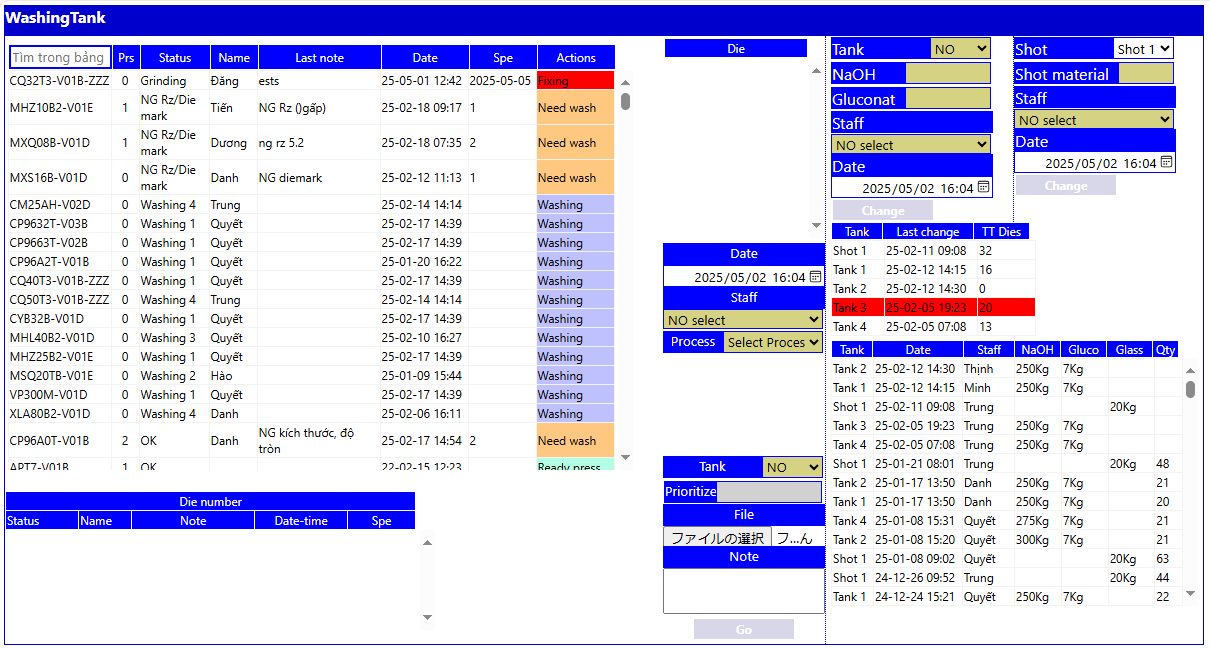 WashingTank
Tìm trong bảng Prs Status Name Last note Date Spe Actions
CQ32T3-V01B-ZZZ 0 Grinding Đăng ests 25-05-01 12:42 2025-05-05 Fixing
MHZ10B2-V01E 1 NG Rz/Die mark Tiến NG Rz (lgấp) 25-02-18 09:17 1 Need wash
MXQ08B-V01D 1 NG Rz/Die mark Dương ng rz 5.2 25-02-18 07:35 2 Need wash
MXS16B-V01D 1 NG Rz/Die mark Danh NG diemark 25-02-12 11:13 1 Need wash
CM25AH-V02D 0 Washing 4 Trung 25-02-14 14:14 Washing
CP9632T-V03B 0 Washing 1 Quyết 25-02-17 14:39 Washing
CP9663T-V02B 0 Washing 1 Quyết 25-02-17 14:39 Washing
CP96A2T-V01B 0 Washing 1 Quyết 25-01-20 16:22 Washing
CQ40T3-V01B-ZZZ 0 Washing 1 Quyết 25-02-17 14:39 Washing
CQ50T3-V01B-ZZZ 0 Washing 4 Trung 25-02-14 14:14 Washing
CYB32B-V01D 0 Washing 1 Quyết 25-02-17 14:39 Washing
MHL40B2-V01D 0 Washing 3 Quyết 25-02-10 16:27 Washing
MHZ25B2-V01E 0 Washing 1 Quyết 25-02-17 14:39 Washing
MSQ20TB-V01E 0 Washing 2 Hào 25-01-09 15:44 Washing
VP300M-V01D 0 Washing 1 Quyết 25-02-17 14:39 Washing
XLA80B2-V01D 0 Washing 4 Danh 25-02-06 16:11 Washing
CP96A0T-V01B 2 OK Danh NG kích thước, độ tròn 25-02-17 14:54 2 Need wash
APT7-V01B 1 OK 22-02-15 12:23 Ready press
Die number
Status Name Note Date-time Spe
Die
Date
2025/05/02 16:04
Staff
NO select
Process Select Proces
Tank NO
Prioritize
File
ファイルの選択 フ...ん
Note
Go
Tank NO
NaOH
Gluconat
Staff
NO select
Date
2025/05/02 16:04
Change
Shot Shot 1
Shot material
Staff
NO select
Date
2025/05/02 16:04
Change
Tank Last change TT Dies
Shot 1 25-02-11 09:08 32
Tank 1 25-02-12 14:15 16
Tank 2 25-02-12 14:30 0
Tank 3 25-02-05 19:23 20
Tank 4 25-02-05 07:08 13
Tank Date Staff NaOH Gluco Glass Qty
Tank 2 25-02-12 14:30 Thịnh 250Kg 7Kg
Tank 1 25-02-12 14:15 Minh 250Kg 7Kg
Shot 1 25-02-11 09:08 Trung 20Kg
Tank 3 25-02-05 19:23 Trung 250Kg 7Kg
Tank 4 25-02-05 07:08 Trung 250Kg 7Kg
Shot 1 25-01-21 08:01 Trung 20Kg 48
Tank 2 25-01-17 13:50 Danh 250Kg 7Kg 21
Tank 1 25-01-17 13:50 Danh 250Kg 7Kg 20
Tank 4 25-01-08 15:31 Quyết 275Kg 7Kg 21
Tank 2 25-01-08 15:20 Quyết 300Kg 7Kg 21
Shot 1 25-01-08 09:02 Quyết 20Kg 63
Shot 1 24-12-26 09:52 Trung 20Kg 44
Tank 1 24-12-24 15:21 Quyết 250Kg 7Kg 22